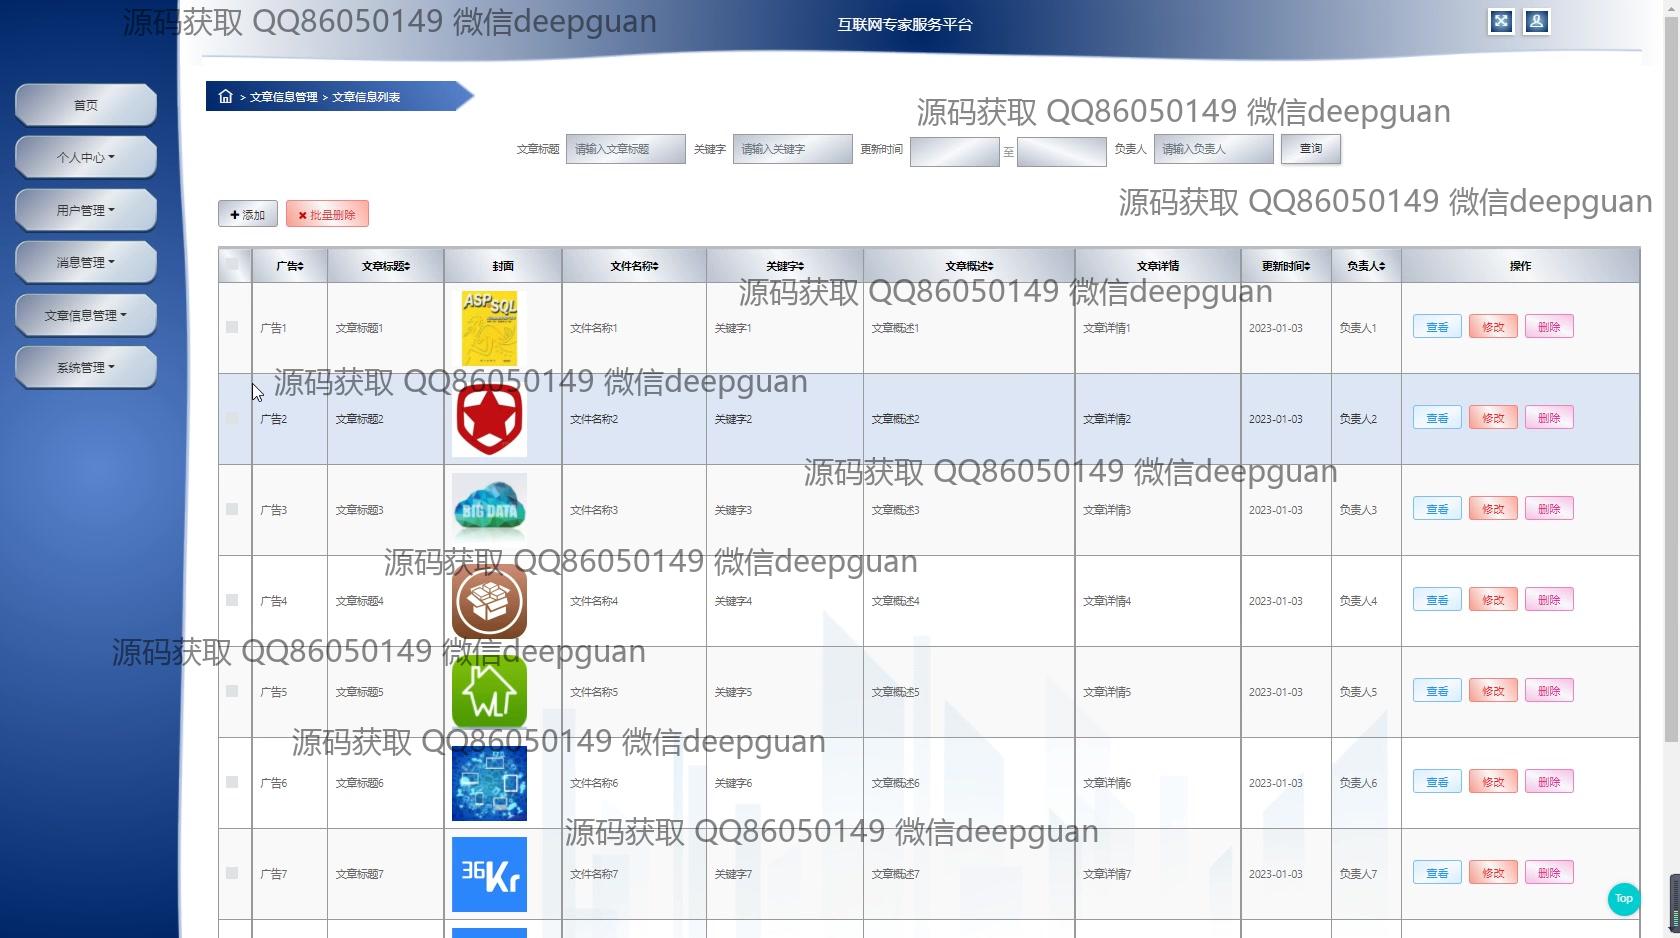 互联网专家服务平台
源码获取 QQ86050149 微信deepguan
首页
个人中心
用户管理
消息管理
文章信息管理
系统管理
> 文章信息管理 > 文章信息列表
源码获取 QQ86050149 微信deepguan
文章标题 请输入文章标题 关键字 请输入关键字 更新时间 至 负责人 请输入负责人 查询
源码获取 QQ86050149 微信deepguan
添加 批量删除
广告 文章标题 封面 文件名称 关键字 文章概述 文章详情 更新时间 负责人 操作
源码获取 QQ86050149 微信deepguan
ASP SQL
广告1 文章标题1 文件名称1 关键字1 文章概述1 文章详情1 2023-01-03 负责人1 查看 修改 删除
源码获取 QQ86050149 微信deepguan
广告2 文章标题2 文件名称2 关键字2 文章概述2 文章详情2 2023-01-03 负责人2 查看 修改 删除
源码获取 QQ86050149 微信deepguan
BIG DATA
广告3 文章标题3 文件名称3 关键字3 文章概述3 文章详情3 2023-01-03 负责人3 查看 修改 删除
源码获取 QQ86050149 微信deepguan
广告4 文章标题4 文件名称4 关键字4 文章概述4 文章详情4 2023-01-03 负责人4 查看 修改 删除
源码获取 QQ86050149 微信deepguan
广告5 文章标题5 文件名称5 关键字5 文章概述5 文章详情5 2023-01-03 负责人5 查看 修改 删除
源码获取 QQ86050149 微信deepguan
广告6 文章标题6 文件名称6 关键字6 文章概述6 文章详情6 2023-01-03 负责人6 查看 修改 删除
源码获取 QQ86050149 微信deepguan
36Kr
广告7 文章标题7 文件名称7 关键字7 文章概述7 文章详情7 2023-01-03 负责人7 查看 修改 删除
Top